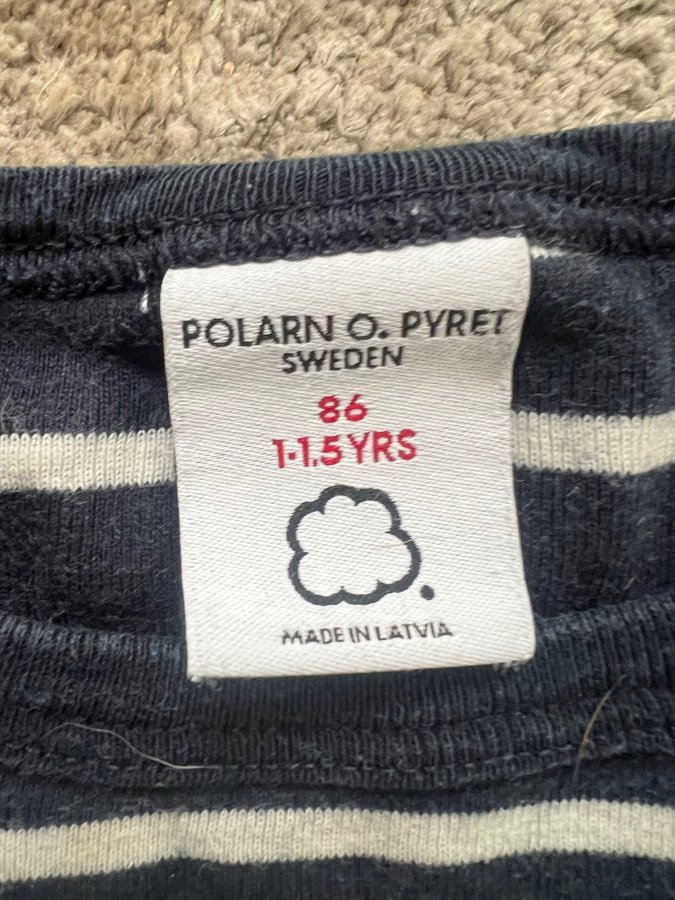 POLARN O. PYRET
SWEDEN
86
1-1.5 YRS
MADE IN LATVIA